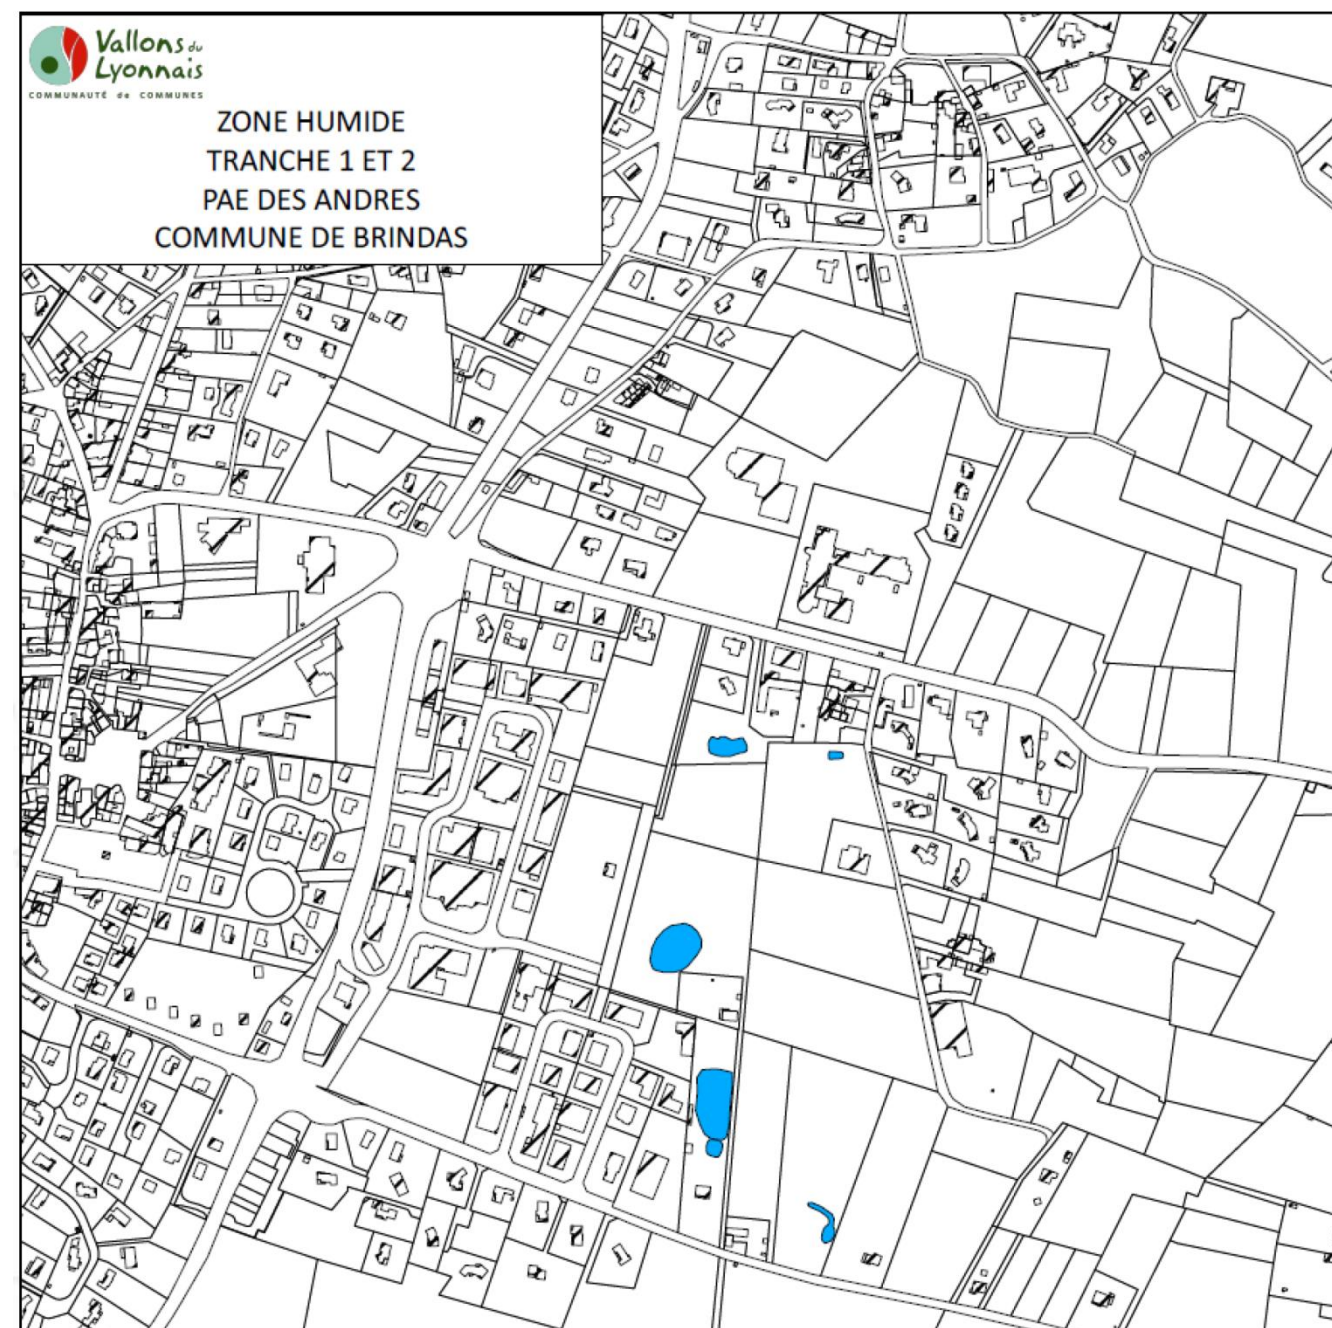 Vallons du
Lyonnais
COMMUNAUTÉ de COMMUNES
ZONE HUMIDE
TRANCHE 1 ET 2
PAE DES ANDRES
COMMUNE DE BRINDAS